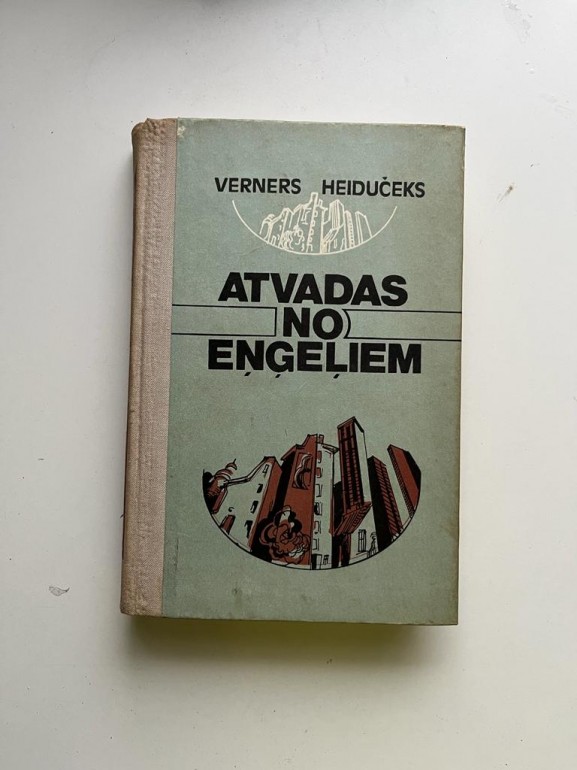 VERNERS HEIDUČEKS
ATVADAS
NO
EŅĢEĻIEM